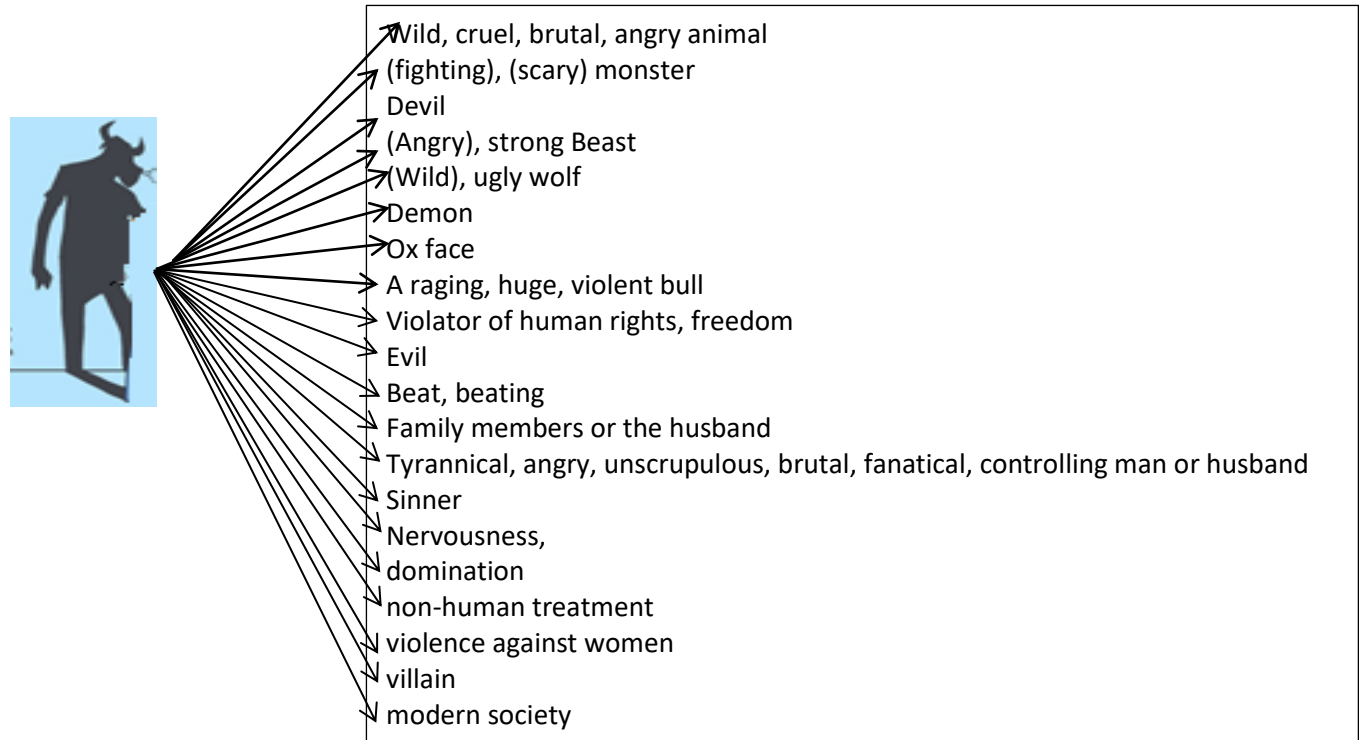 Wild, cruel, brutal, angry animal
(fighting), (scary) monster
Devil
(Angry), strong Beast
(Wild), ugly wolf
Demon
Ox face
A raging, huge, violent bull
Violator of human rights, freedom
Evil
Beat, beating
Family members or the husband
Tyrannical, angry, unscrupulous, brutal, fanatical, controlling man or husband
Sinner
Nervousness,
domination
non-human treatment
violence against women
villain
modern society